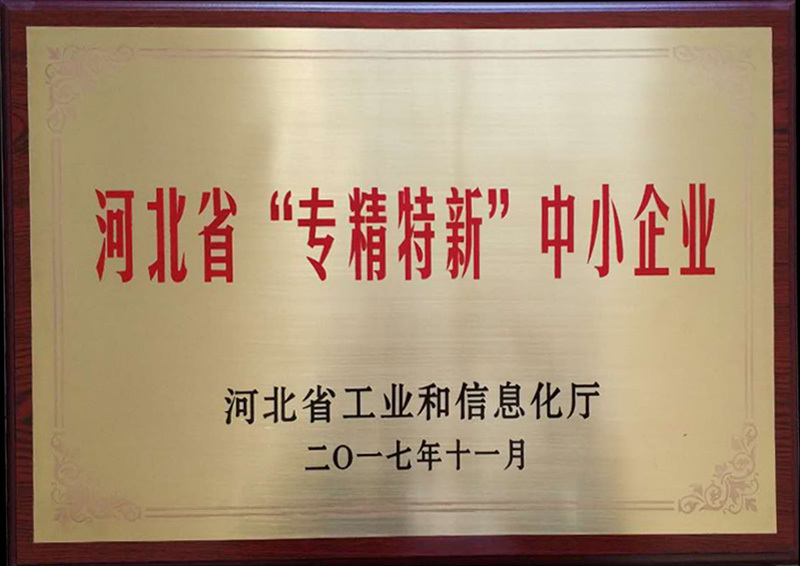 河北省“专精特新”中小企业
河北省工业和信息化厅
二〇一七年十一月